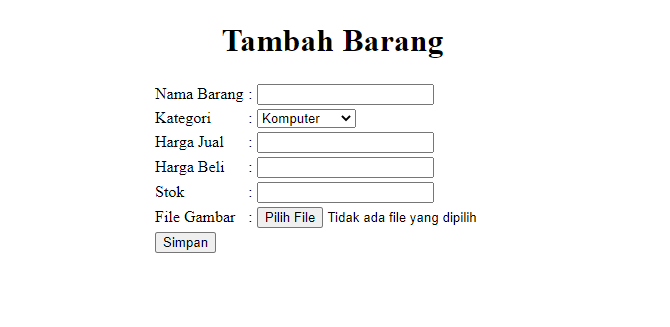 Tambah Barang
Nama Barang :
Kategori : Komputer
Harga Jual :
Harga Beli :
Stok :
File Gambar : Pilih File Tidak ada file yang dipilih
Simpan